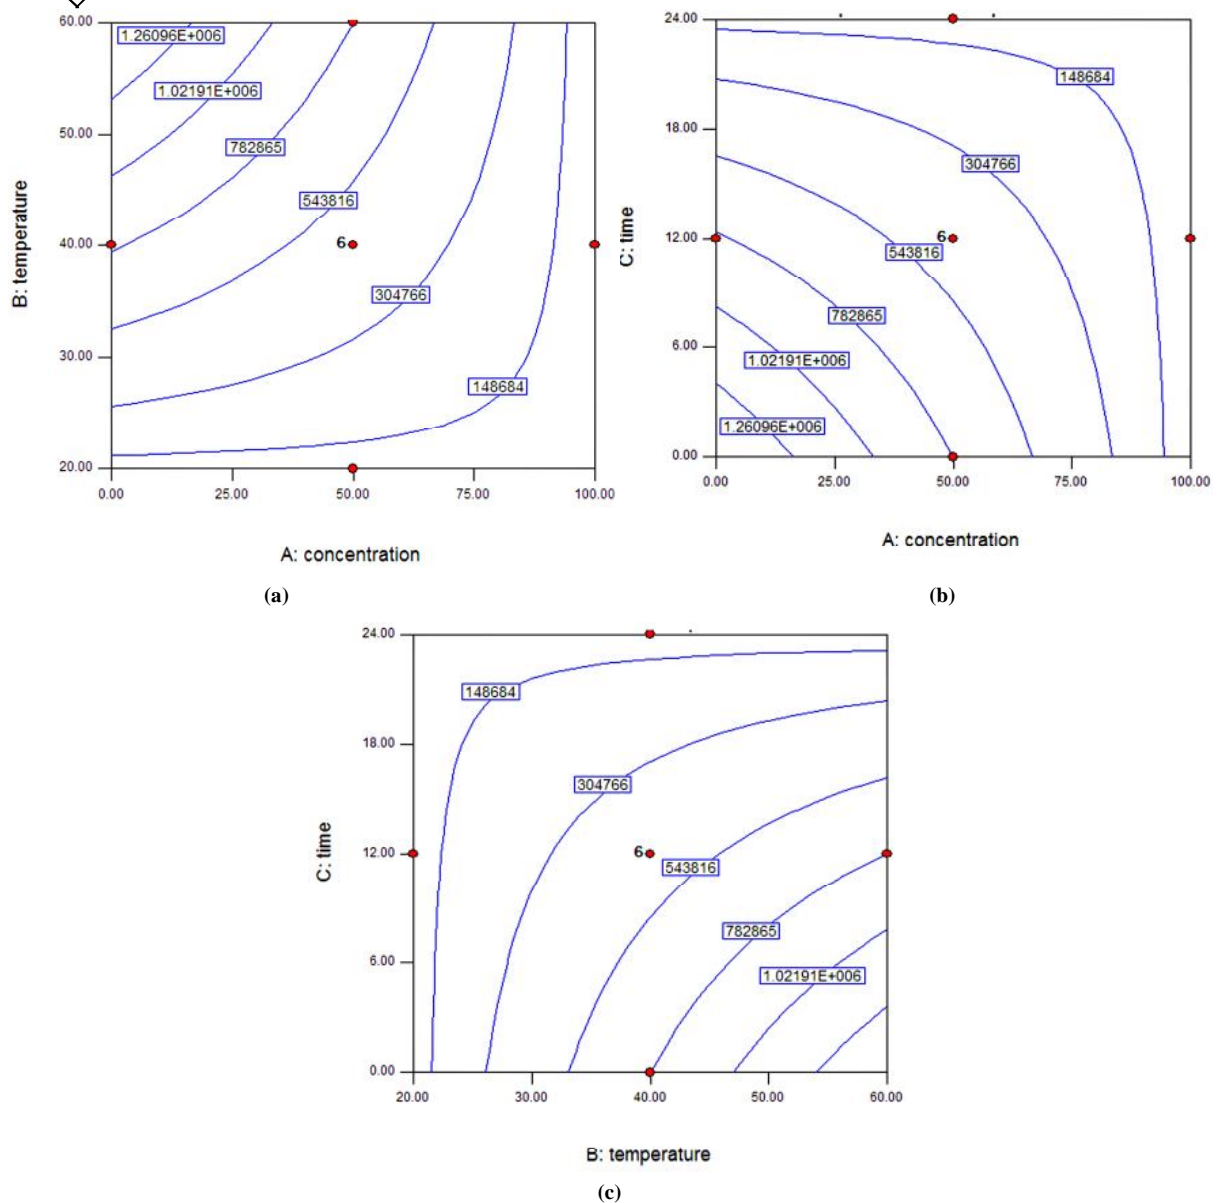 60.00
1.26096E+006
1.02191E+006
50.00
782865
543816
B: temperature
40.00
6
304766
30.00
148684
20.00
0.00 25.00 50.00 75.00 100.00
A: concentration
(a)
24.00
148684
18.00
304766
C: time
12.00
6
543816
782865
6.00
1.02191E+006
1.26096E+006
0.00
0.00 25.00 50.00 75.00 100.00
A: concentration
(b)
24.00
148684
18.00
304766
C: time
12.00
6
543816
782865
6.00
1.02191E+006
0.00
20.00 30.00 40.00 50.00 60.00
B: temperature
(c)